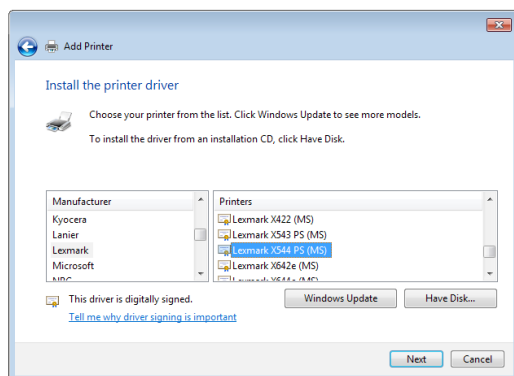 Add Printer
Install the printer driver
Choose your printer from the list. Click Windows Update to see more models.
To install the driver from an installation CD, click Have Disk.
Manufacturer
Kyocera
Lanier
Lexmark
Microsoft
Printers
Lexmark X422 (MS)
Lexmark X543 PS (MS)
Lexmark X544 PS (MS)
Lexmark X642e (MS)
Lexmark X644e (MS)
This driver is digitally signed.
Tell me why driver signing is important
Windows Update
Have Disk...
Next
Cancel